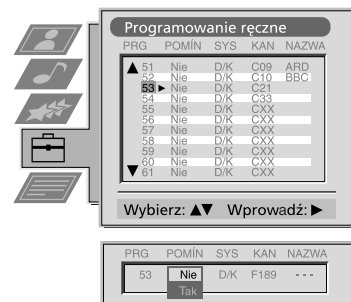 Programowanie ręczne
PRG POMÍN SYS KAN NAZWA
51 Nie D/K C09 ARD
52 Nie D/K C10 BBC
53 Nie D/K C21
54 Nie D/K C33
55 Nie D/K CXX
56 Nie D/K CXX
57 Nie D/K CXX
58 Nie D/K CXX
59 Nie D/K CXX
60 Nie D/K CXX
61 Nie D/K CXX
Wybierz: ▲▼ Wprowadź: ▶
PRG POMÍN SYS KAN NAZWA
53 Nie D/K F189 - - -
Tak